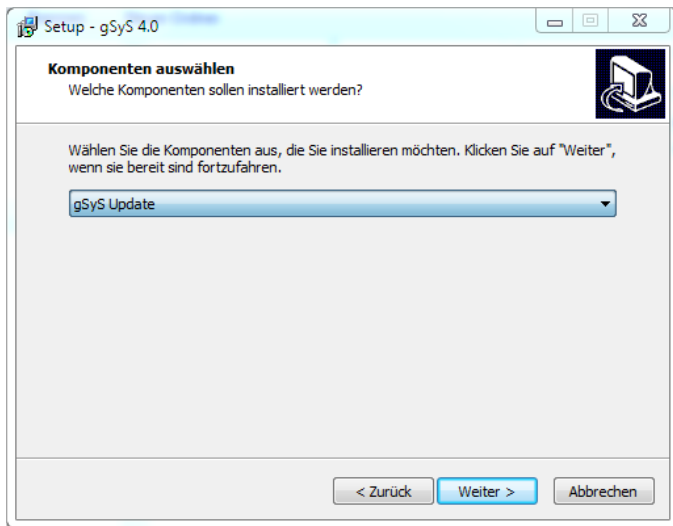 Setup - gSyS 4.0
Komponenten auswählen
Welche Komponenten sollen installiert werden?
Wählen Sie die Komponenten aus, die Sie installieren möchten. Klicken Sie auf "Weiter",
wenn sie bereit sind fortzufahren.
gSyS Update
< Zurück
Weiter >
Abbrechen